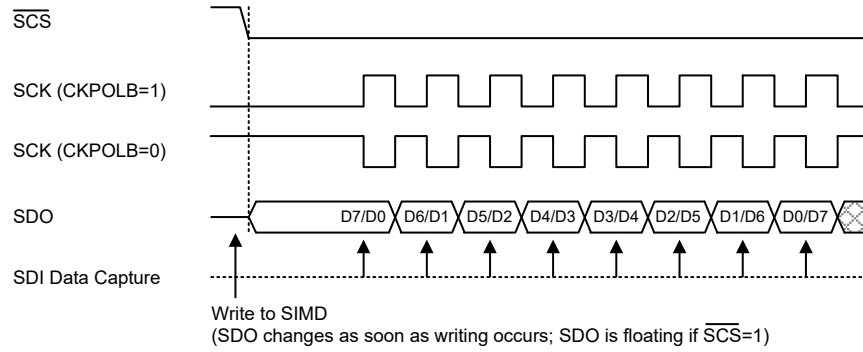 S̅C̅S̅
SCK (CKPOLB=1)
SCK (CKPOLB=0)
SDO
D7/D0 D6/D1 D5/D2 D4/D3 D3/D4 D2/D5 D1/D6 D0/D7
SDI Data Capture
Write to SIMD
(SDO changes as soon as writing occurs; SDO is floating if S̅C̅S̅=1)